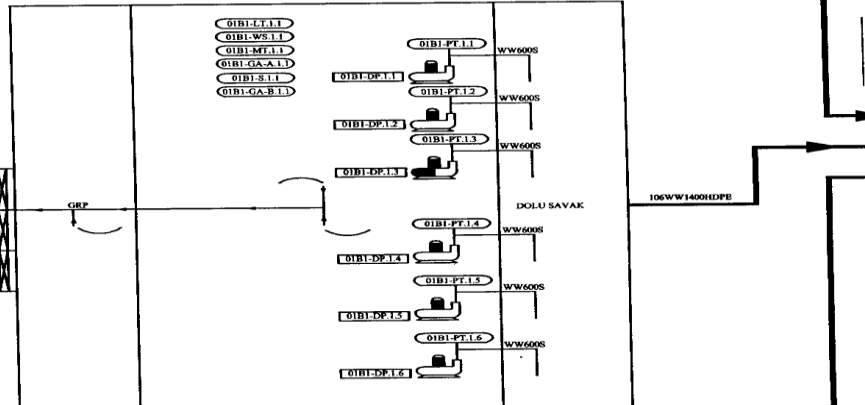 01B1-LT.1.1
01B1-WS.1.1
01B1-MT.1.1
01B1-GA-A.1.1
01B1-S.1.1
01B1-GA-B.1.1
01B1-PT.1.1
WW600S
01B1-DP.1.1
01B1-PT.1.2
WW600S
01B1-DP.1.2
01B1-PT.1.3
WW600S
01B1-DP.1.3
GRP
DOLU SAVAK
106WW1400HDPE
01B1-PT.1.4
WW600S
01B1-DP.1.4
01B1-PT.1.5
WW600S
01B1-DP.1.5
01B1-PT.1.6
WW600S
01B1-DP.1.6